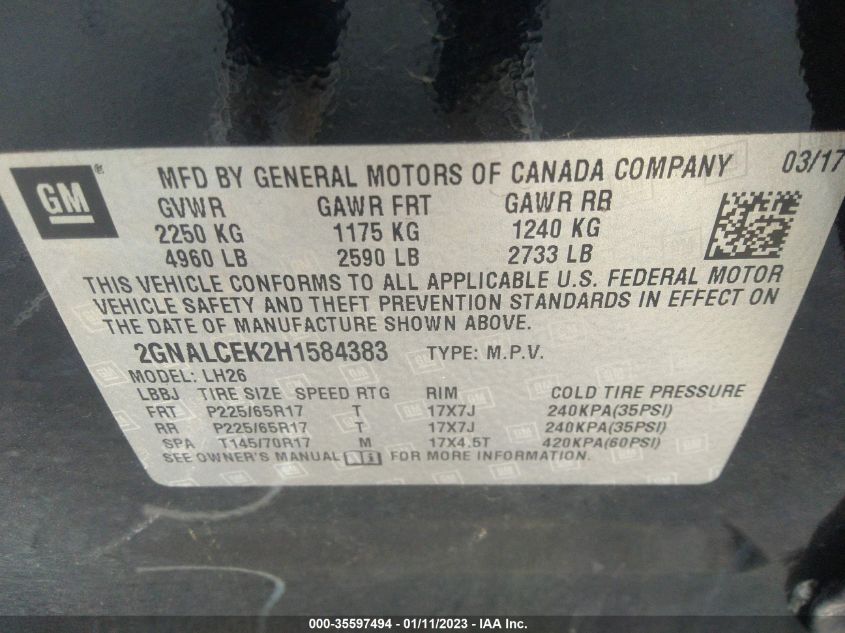 GM ® MFD BY GENERAL MOTORS OF CANADA COMPANY 03/17
GVWR GAWR FRT GAWR RR
2250 KG 1175 KG 1240 KG
4960 LB 2590 LB 2733 LB
THIS VEHICLE CONFORMS TO ALL APPLICABLE U.S. FEDERAL MOTOR
VEHICLE SAFETY AND THEFT PREVENTION STANDARDS IN EFFECT ON
THE DATE OF MANUFACTURE SHOWN ABOVE.
2GNALCEK2H1584383 TYPE: M.P.V.
MODEL: LH26
LBBJ TIRE SIZE SPEED RTG RIM COLD TIRE PRESSURE
FRT P225/65R17 T 17X7J 240KPA(35PSI)
RR P225/65R17 T 17X7J 240KPA(35PSI)
SPA T145/70R17 M 17X4.5T 420KPA(60PSI)
SEE OWNER'S MANUAL FOR MORE INFORMATION.
000-35597494 - 01/11/2023 - IAA Inc.